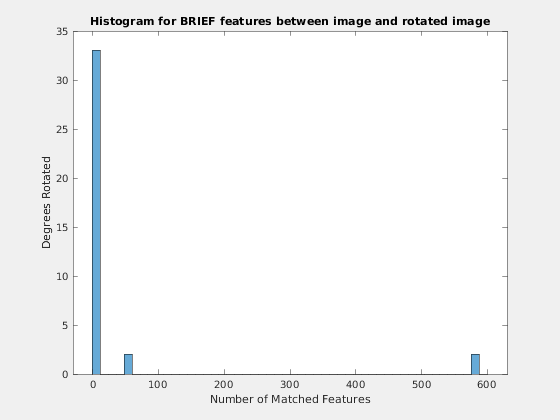 Histogram for BRIEF features between image and rotated image
35
30
25
20
15
10
5
0
Degrees Rotated
0 100 200 300 400 500 600
Number of Matched Features